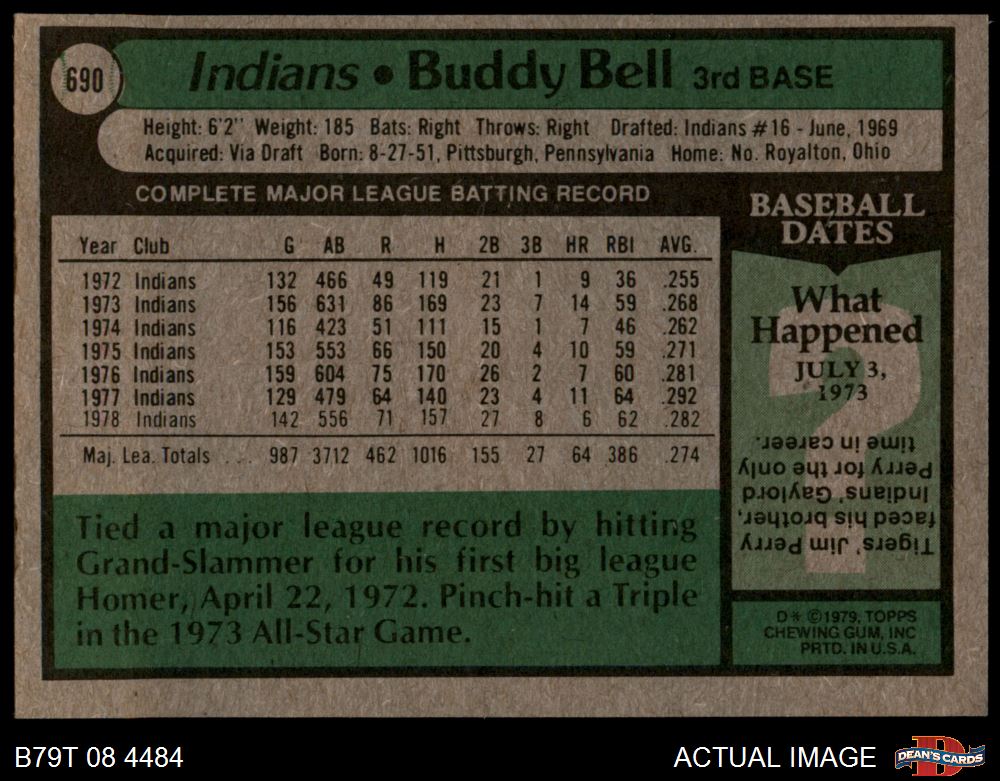 690
Indians • Buddy Bell 3rd BASE
Height: 6'2" Weight: 185 Bats: Right Throws: Right Drafted: Indians #16 - June, 1969
Acquired: Via Draft Born: 8-27-51, Pittsburgh, Pennsylvania Home: No. Royalton, Ohio
COMPLETE MAJOR LEAGUE BATTING RECORD
Year Club G AB R H 2B 3B HR RBI AVG.
1972 Indians 132 466 49 119 21 1 9 36 .255
1973 Indians 156 631 86 169 23 7 14 59 .268
1974 Indians 116 423 51 111 15 1 7 46 .262
1975 Indians 153 553 66 150 20 4 10 59 .271
1976 Indians 159 604 75 170 26 2 7 60 .281
1977 Indians 129 479 64 140 23 4 11 64 .292
1978 Indians 142 556 71 157 27 8 6 62 .282
Maj. Lea. Totals ... 987 3712 462 1016 155 27 64 386 .274
Tied a major league record by hitting
Grand-Slammer for his first big league
Homer, April 22, 1972. Pinch-hit a Triple
in the 1973 All-Star Game.
BASEBALL
DATES
What
Happened
JULY 3,
1973
?
Tigers' Jim Perry
faced his brother,
Indians' Gaylord
Perry for the only
time in career.
D* ©1979, TOPPS
CHEWING GUM, INC
PRTD. IN U.S.A.
B79T 08 4484
ACTUAL IMAGE
D
DEAN'S CARDS